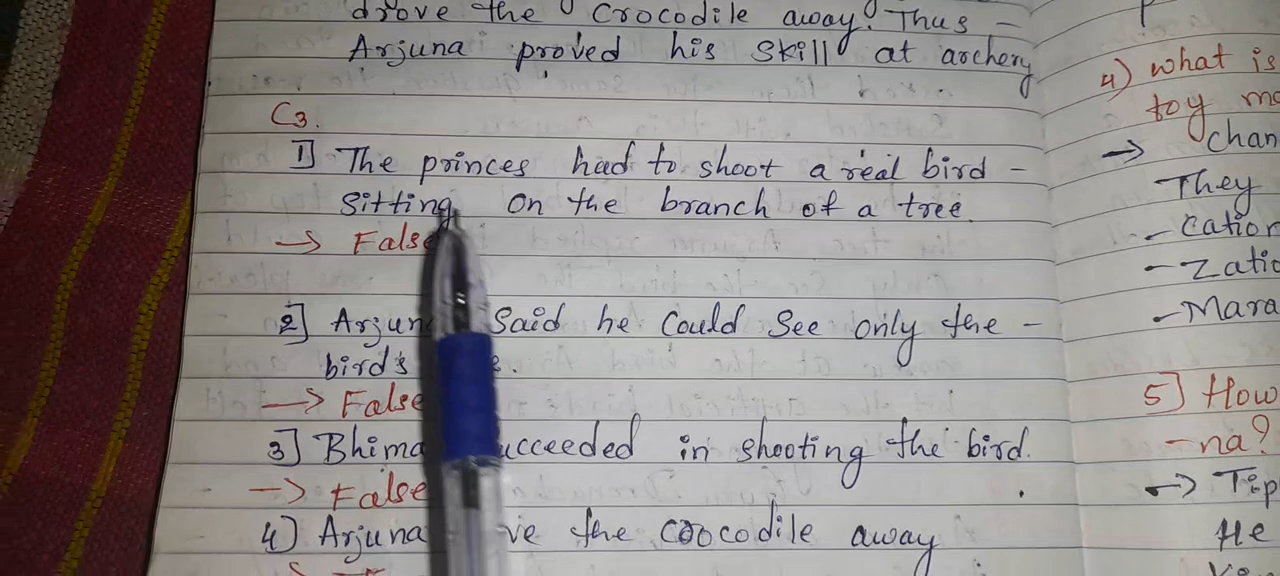 drove the Crocodile away. Thus -
Arjuna proved his skill at archery
C3.
1] The princes had to shoot a real bird -
sitting on the branch of a tree.
→ False
2] Arjun said he could see only the -
bird's
→ False
3] Bhima succeeded in shooting the bird.
→ False
4) Arjuna the crocodile away
4) what is
toy
→ Chan
They
- cation
- zatio
- Mara
5] How
-na?
→ Tip
He